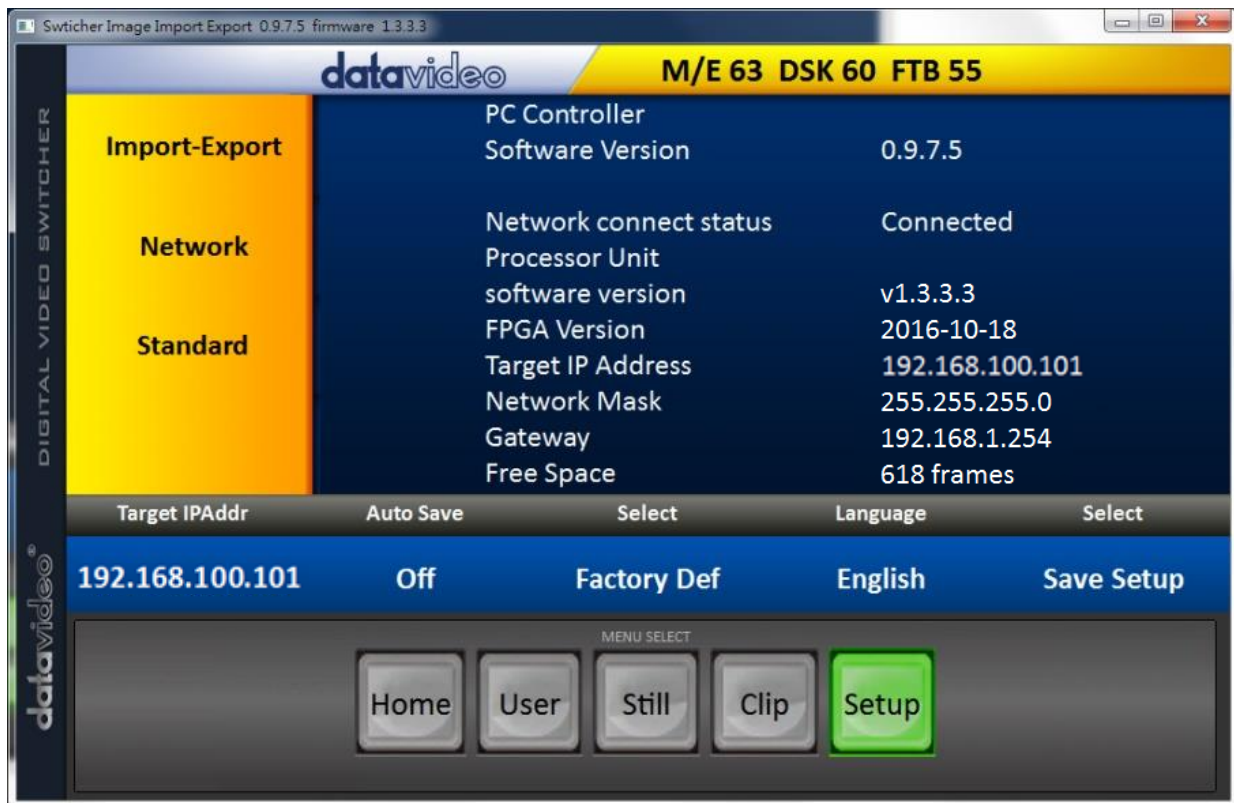 Swticher Image Import Export 0.9.7.5 firmware 1.3.3.3
datavideo
M/E 63 DSK 60 FTB 55
DIGITAL VIDEO SWITCHER
datavideo®
Import-Export
Network
Standard
PC Controller
Software Version 0.9.7.5
Network connect status Connected
Processor Unit
software version v1.3.3.3
FPGA Version 2016-10-18
Target IP Address 192.168.100.101
Network Mask 255.255.255.0
Gateway 192.168.1.254
Free Space 618 frames
Target IPAddr Auto Save Select Language Select
192.168.100.101 Off Factory Def English Save Setup
MENU SELECT
Home User Still Clip Setup